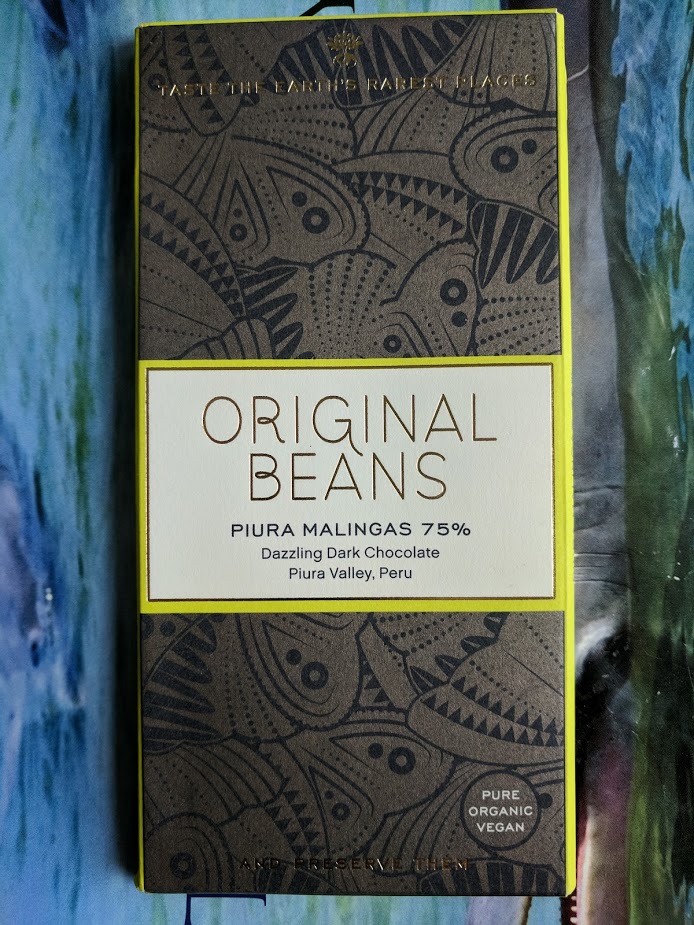 TASTE THE EARTH'S RAREST PLACES
ORIGINAL
BEANS
PIURA MALINGAS 75%
Dazzling Dark Chocolate
Piura Valley, Peru
PURE
ORGANIC
VEGAN
AND PRESERVE THEM